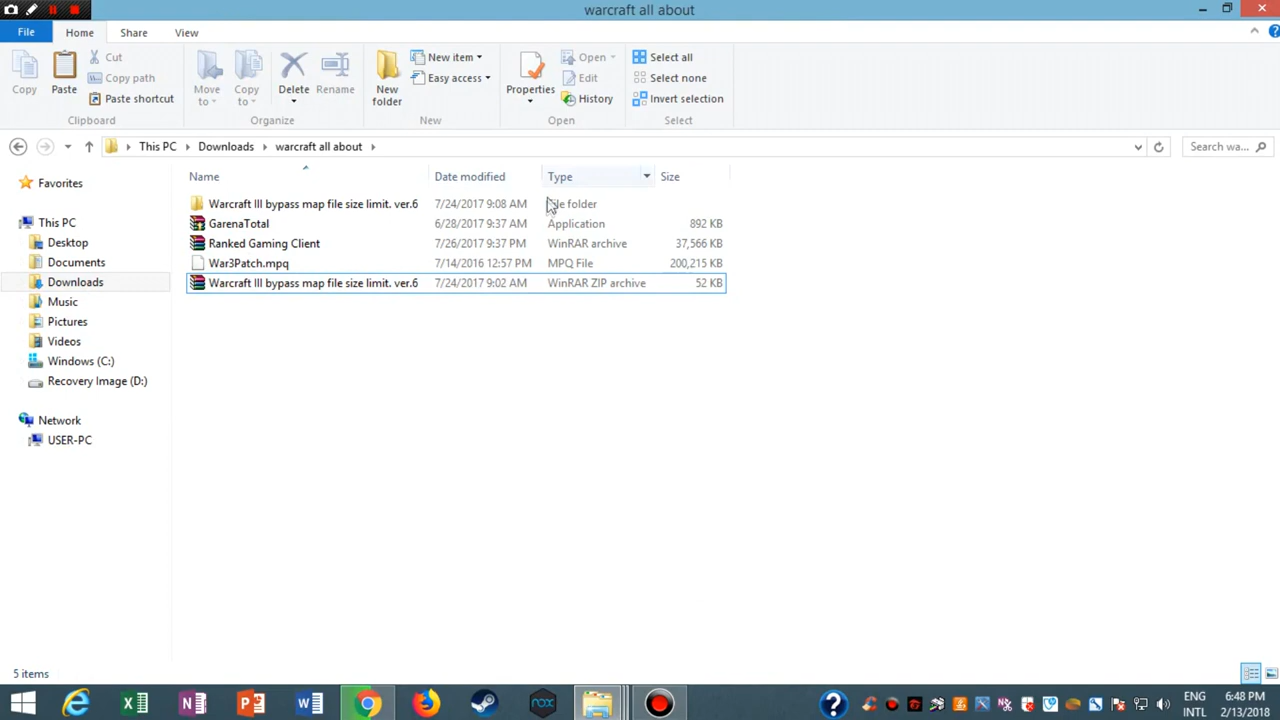 warcraft all about
File Home Share View
Copy
Paste
Cut
Copy path
Paste shortcut
Clipboard
Move to
Copy to
Delete
Rename
Organize
New folder
New item
Easy access
New
Properties
Open
Edit
History
Open
Select all
Select none
Invert selection
Select
This PC Downloads warcraft all about
Search wa...
Favorites
This PC
Desktop
Documents
Downloads
Music
Pictures
Videos
Windows (C:)
Recovery Image (D:)
Network
USER-PC
Name Date modified Type Size
Warcraft III bypass map file size limit. ver.6 7/24/2017 9:08 AM folder
GarenaTotal 6/28/2017 9:37 AM Application 892 KB
Ranked Gaming Client 7/26/2017 9:37 PM WinRAR archive 37,566 KB
War3Patch.mpq 7/14/2016 12:57 PM MPQ File 200,215 KB
Warcraft III bypass map file size limit. ver.6 7/24/2017 9:02 AM WinRAR ZIP archive 52 KB
5 items
nox
ENG
INTL
6:48 PM
2/13/2018